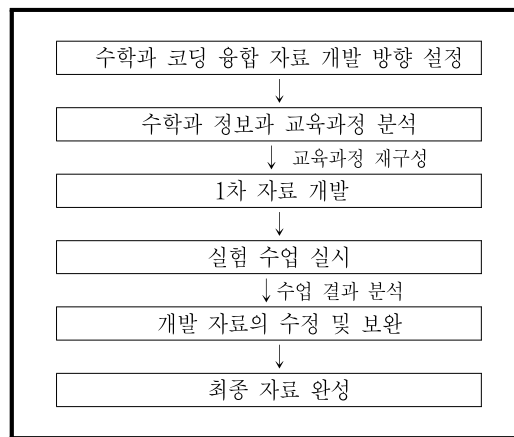 수학과 코딩 융합 자료 개발 방향 설정
수학과 정보과 교육과정 분석
교육과정 재구성
1차 자료 개발
실험 수업 실시
수업 결과 분석
개발 자료의 수정 및 보완
최종 자료 완성